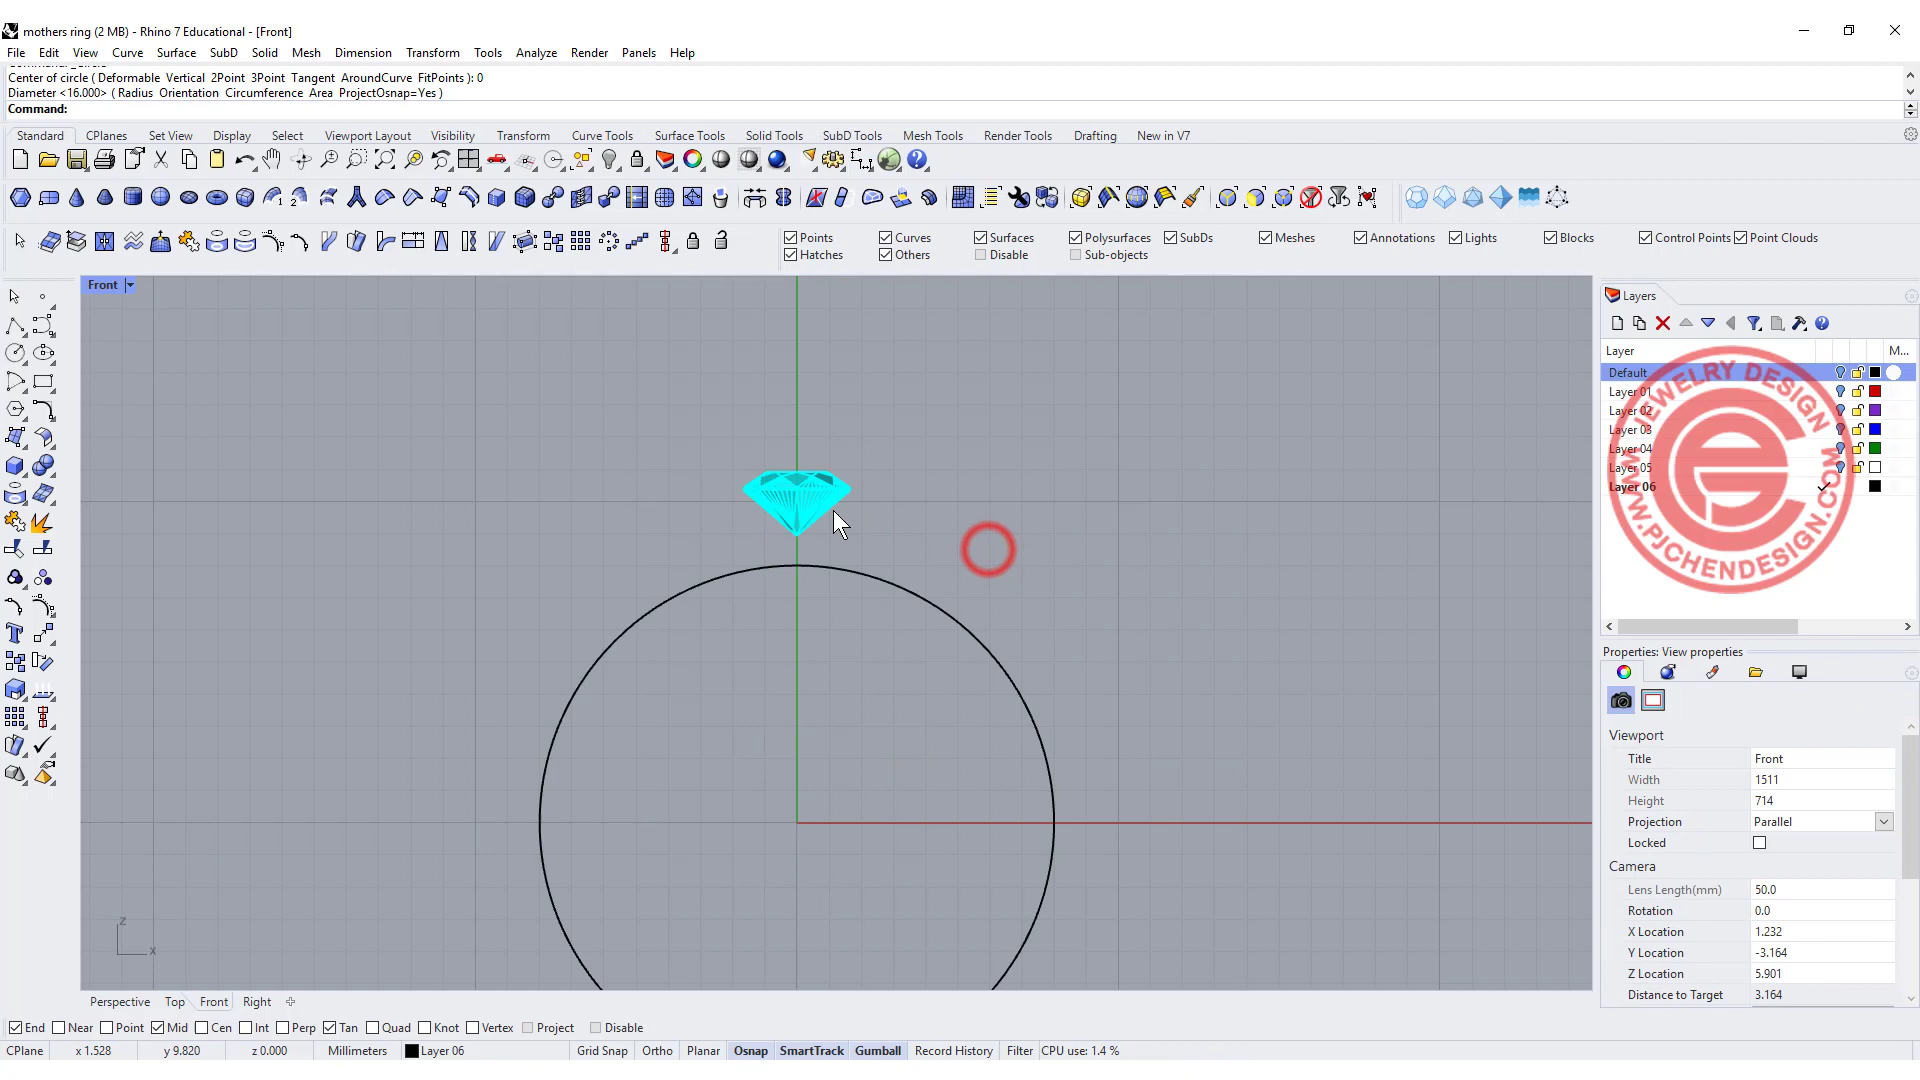 mothers ring (2 MB) - Rhino 7 Educational - [Front]
File Edit View Curve Surface SubD Solid Mesh Dimension Transform Tools Analyze Render Panels Help
Center of circle ( Deformable Vertical 2Point 3Point Tangent AroundCurve FitPoints ): 0
Diameter <16.000> ( Radius Orientation Circumference Area ProjectOsnap=Yes )
Command:
Standard CPlanes Set View Display Select Viewport Layout Visibility Transform Curve Tools Surface Tools Solid Tools SubD Tools Mesh Tools Render Tools Drafting New in V7
Points Curves Surfaces Polysurfaces SubDs Meshes Annotations Lights Blocks Control Points Point Clouds
Hatches Others Disable Sub-objects
Front
Layers
Layer M...
Default
Layer 01
Layer 02
Layer 03
Layer 04
Layer 05
Layer 06
JEWELRY DESIGN
WWW.PJCHENDESIGN.COM
Properties: View properties
Viewport
Title Front
Width 1511
Height 714
Projection Parallel
Locked
Camera
Lens Length(mm) 50.0
Rotation 0.0
X Location 1.232
Y Location -3.164
Z Location 5.901
Distance to Target 3.164
z
x
Perspective Top Front Right
End Near Point Mid Cen Int Perp Tan Quad Knot Vertex Project Disable
CPlane x 1.528 y 9.820 z 0.000 Millimeters Layer 06 Grid Snap Ortho Planar Osnap SmartTrack Gumball Record History Filter CPU use: 1.4 %